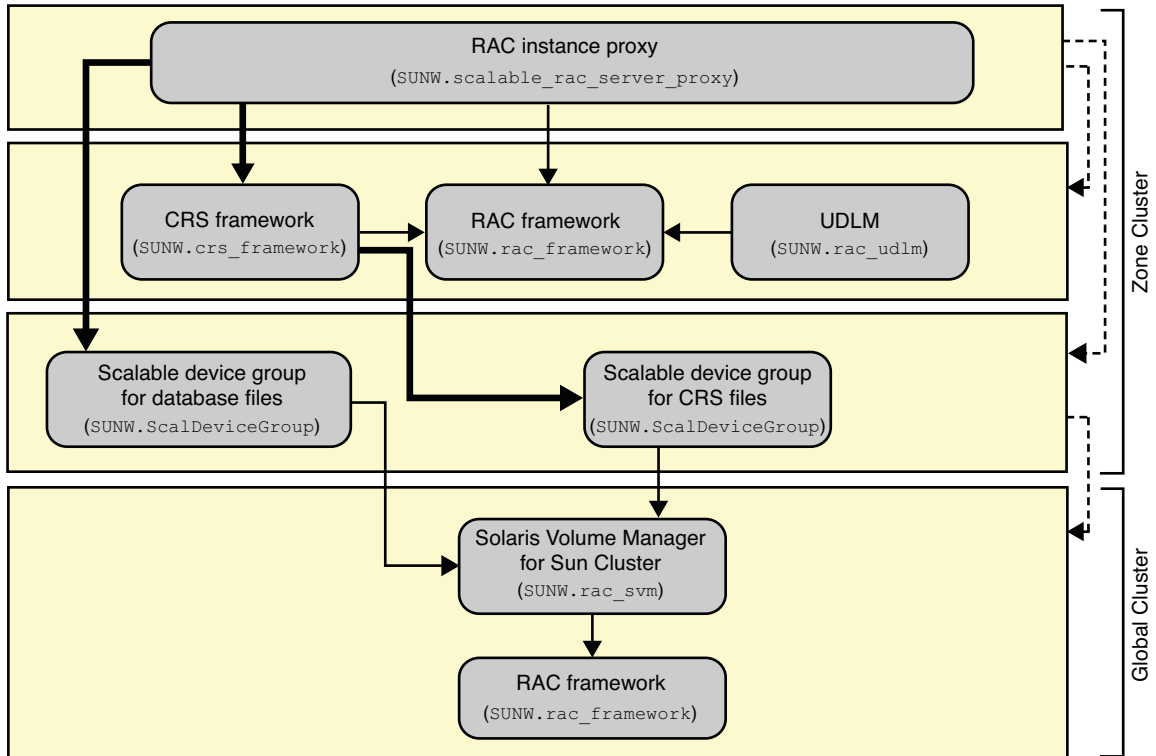 RAC instance proxy
(SUNW.scalable_rac_server_proxy)
CRS framework
(SUNW.crs_framework)
RAC framework
(SUNW.rac_framework)
UDLM
(SUNW.rac_udlm)
Zone Cluster
Scalable device group
for database files
(SUNW.ScalDeviceGroup)
Scalable device group
for CRS files
(SUNW.ScalDeviceGroup)
Solaris Volume Manager
for Sun Cluster
(SUNW.rac_svm)
RAC framework
(SUNW.rac_framework)
Global Cluster